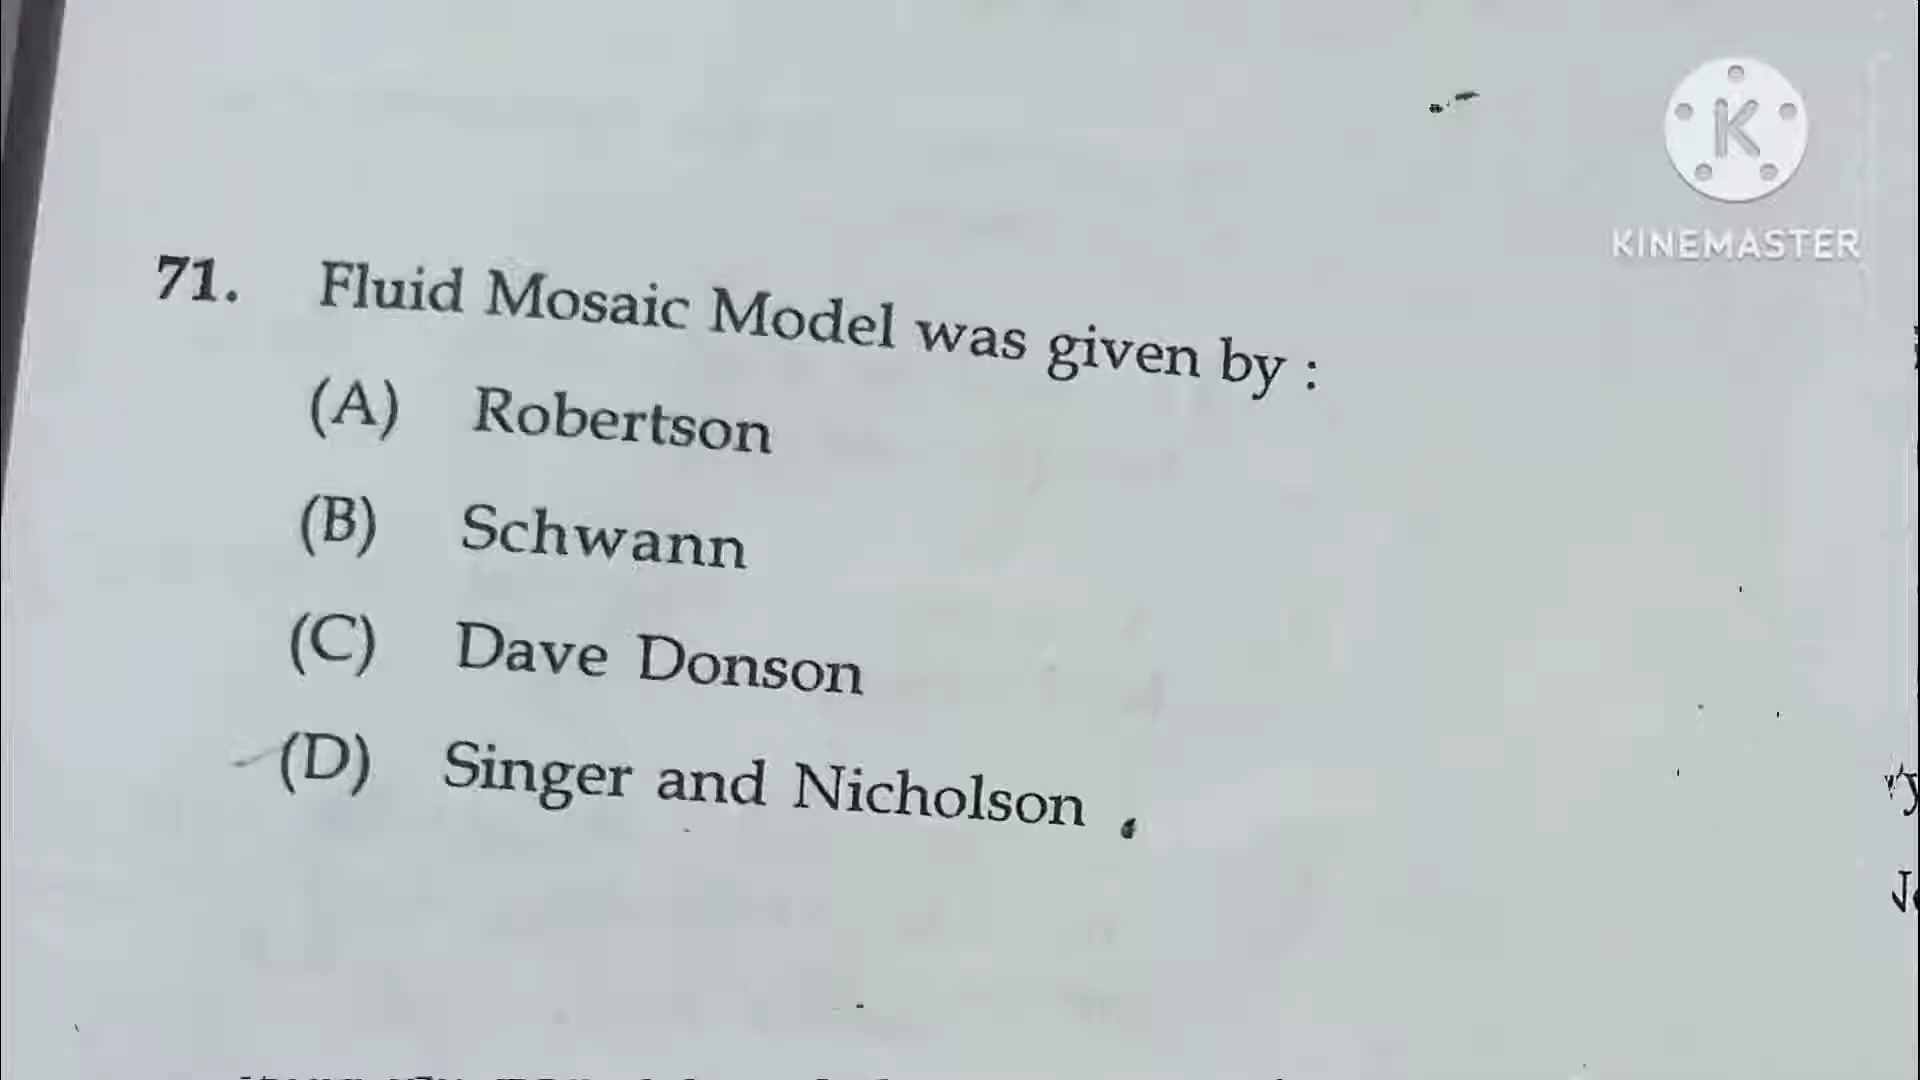 K
KINEMASTER
71. Fluid Mosaic Model was given by :
(A) Robertson
(B) Schwann
(C) Dave Donson
(D) Singer and Nicholson